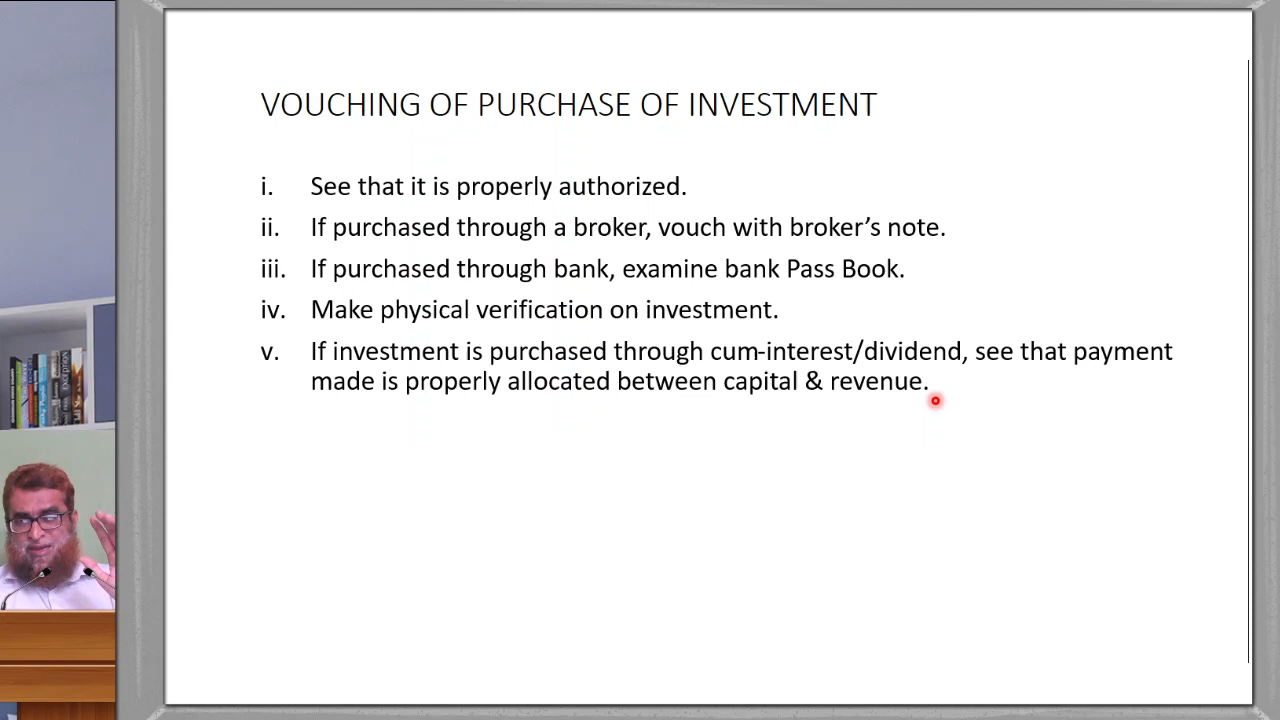 VOUCHING OF PURCHASE OF INVESTMENT
i. See that it is properly authorized.
ii. If purchased through a broker, vouch with broker’s note.
iii. If purchased through bank, examine bank Pass Book.
iv. Make physical verification on investment.
v. If investment is purchased through cum-interest/dividend, see that payment
made is properly allocated between capital & revenue.